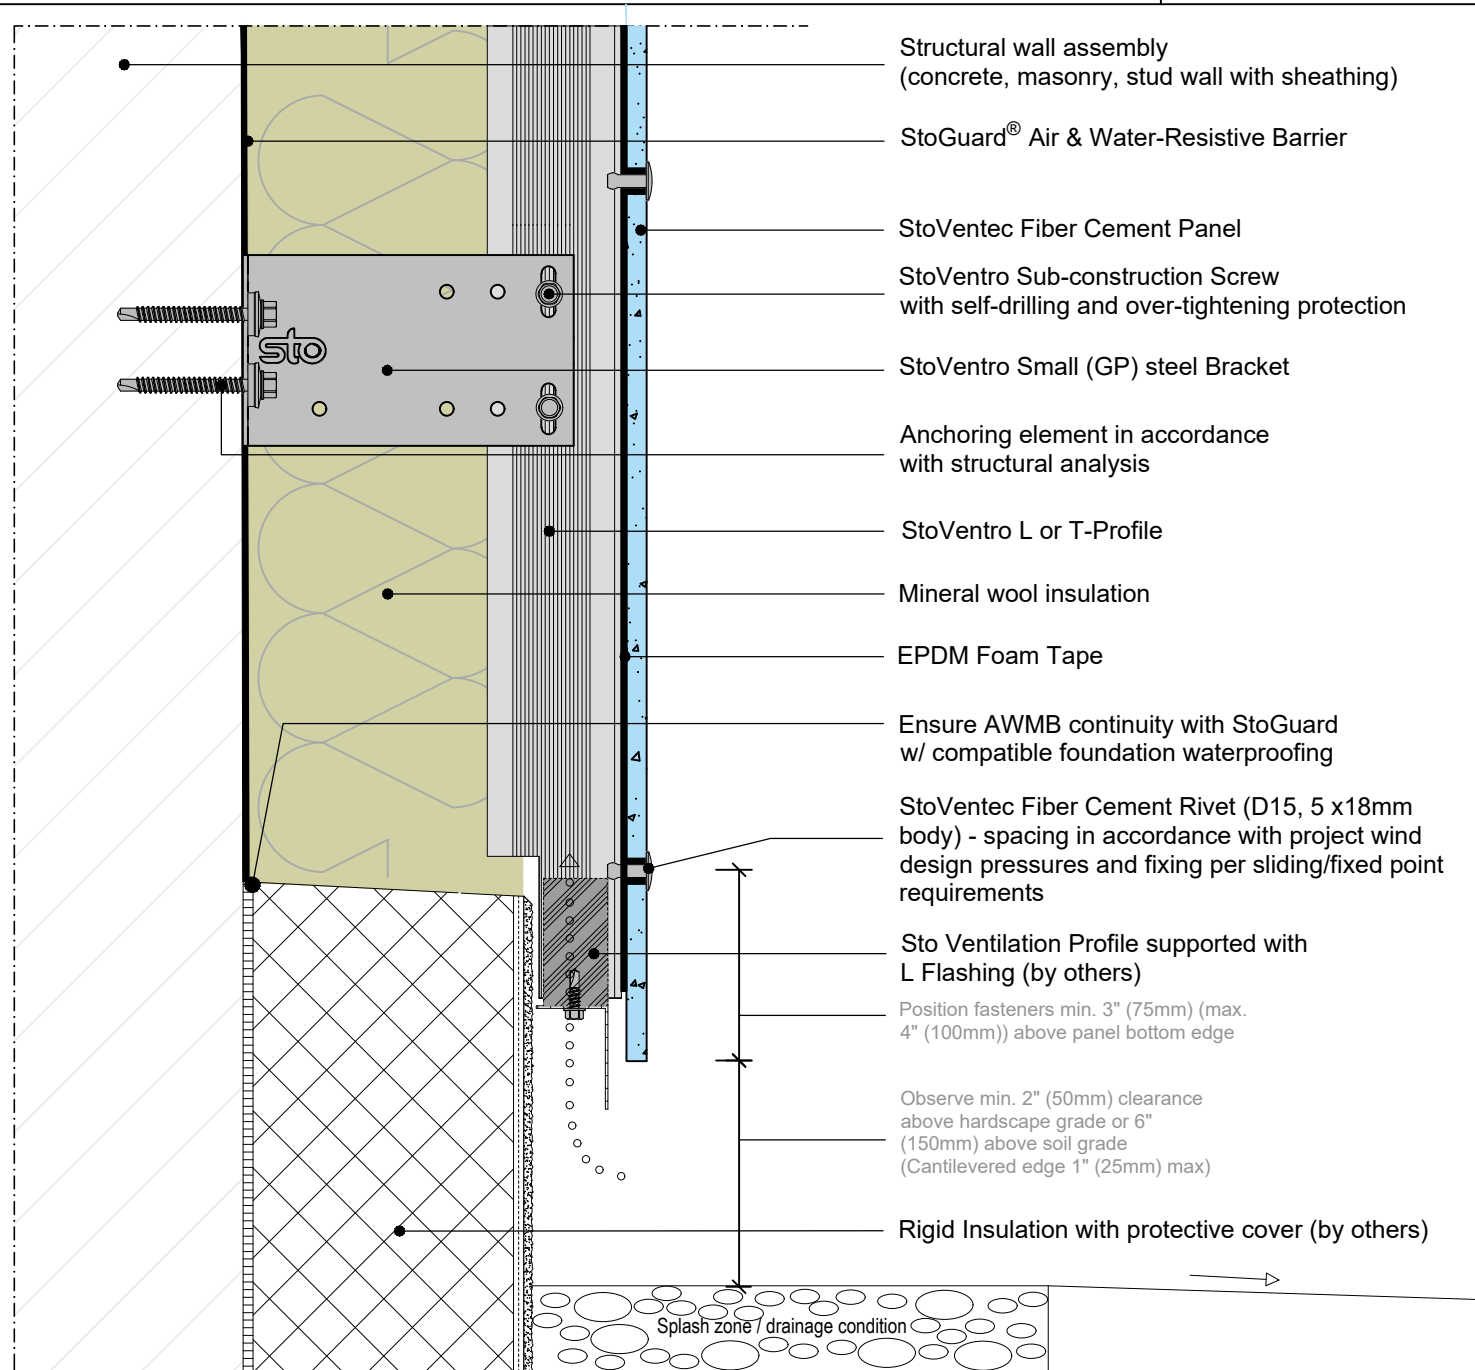 Structural wall assembly
(concrete, masonry, stud wall with sheathing)
StoGuard® Air & Water-Resistive Barrier
StoVentec Fiber Cement Panel
StoVentro Sub-construction Screw
with self-drilling and over-tightening protection
sto
StoVentro Small (GP) steel Bracket
Anchoring element in accordance
with structural analysis
StoVentro L or T-Profile
Mineral wool insulation
EPDM Foam Tape
Ensure AWMB continuity with StoGuard
w/ compatible foundation waterproofing
StoVentec Fiber Cement Rivet (D15, 5 x18mm
body) - spacing in accordance with project wind
design pressures and fixing per sliding/fixed point
requirements
Sto Ventilation Profile supported with
L Flashing (by others)
Position fasteners min. 3" (75mm) (max.
4" (100mm)) above panel bottom edge
Observe min. 2" (50mm) clearance
above hardscape grade or 6"
(150mm) above soil grade
(Cantilevered edge 1" (25mm) max)
Rigid Insulation with protective cover (by others)
Splash zone / drainage condition